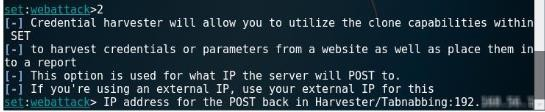 set:webattack>2
[-] Credential harvester will allow you to utilize the clone capabilities within
 SET
[-] to harvest credentials or parameters from a website as well as place them in
to a report
[-] This option is used for what IP the server will POST to.
[-] If you're using an external IP, use your external IP for this
set:webattack> IP address for the POST back in Harvester/Tabnabbing:192.